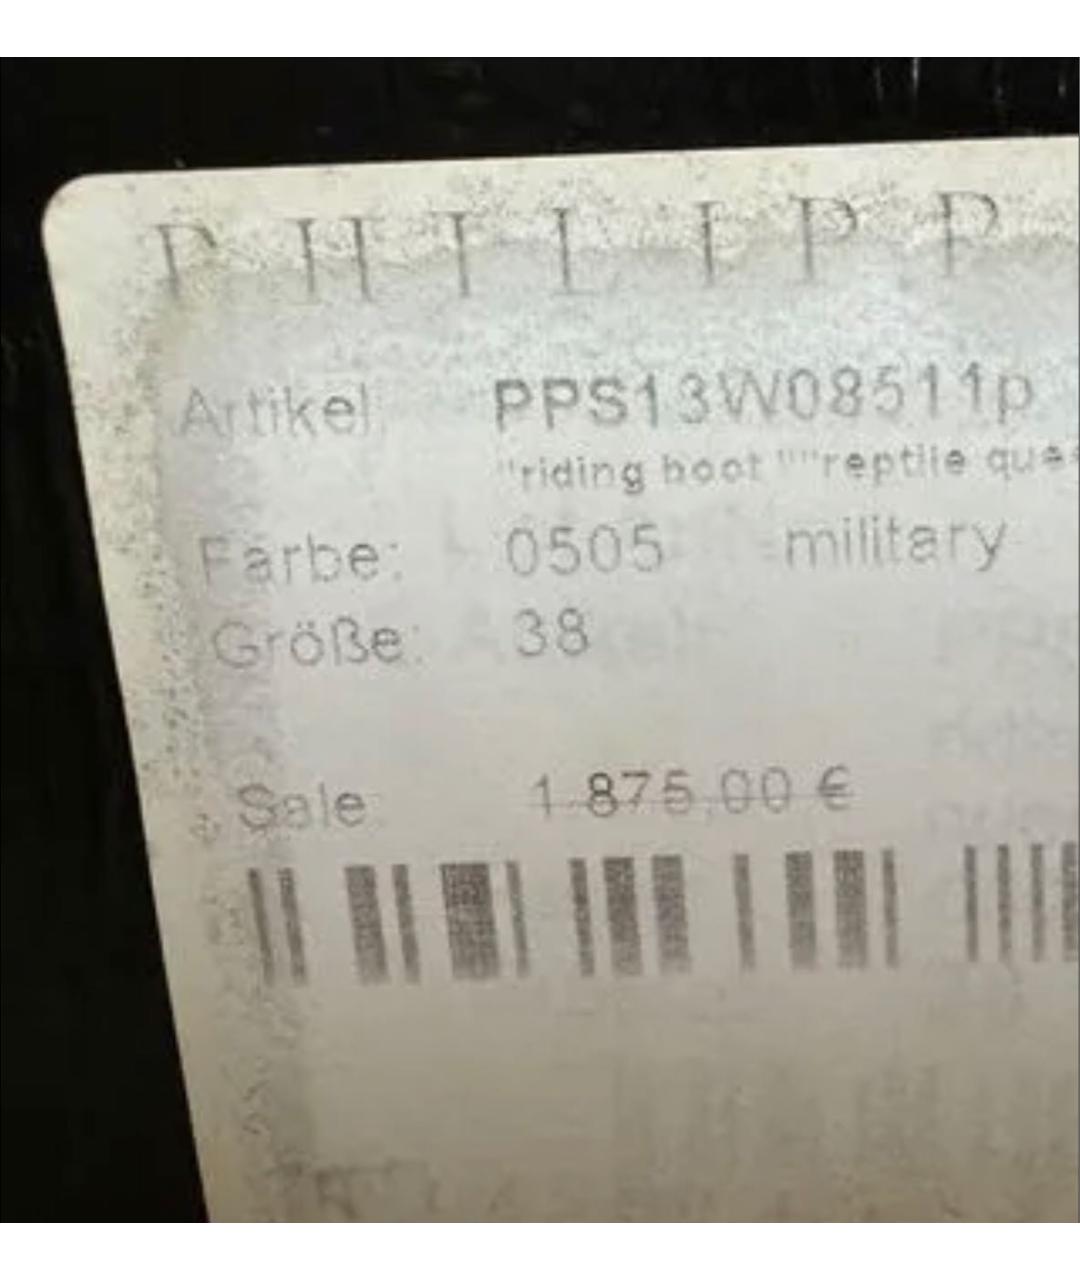 PHILIPP P
Artikel: PPS13W08511p
"riding boot ""reptile que
Farbe: 0505 military
Größe: 38
Sale 1 875,00 €